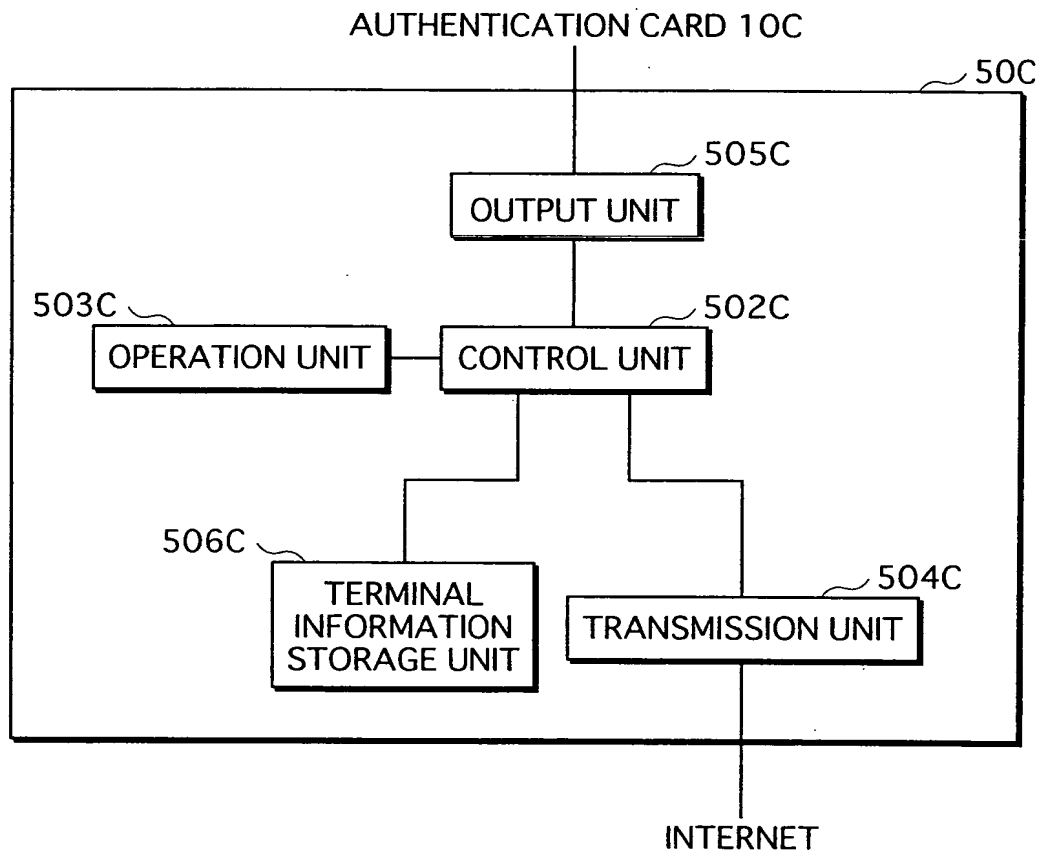 AUTHENTICATION CARD 10C
50C
505C
OUTPUT UNIT
503C
502C
OPERATION UNIT
CONTROL UNIT
506C
504C
TERMINAL
INFORMATION
STORAGE UNIT
TRANSMISSION UNIT
INTERNET